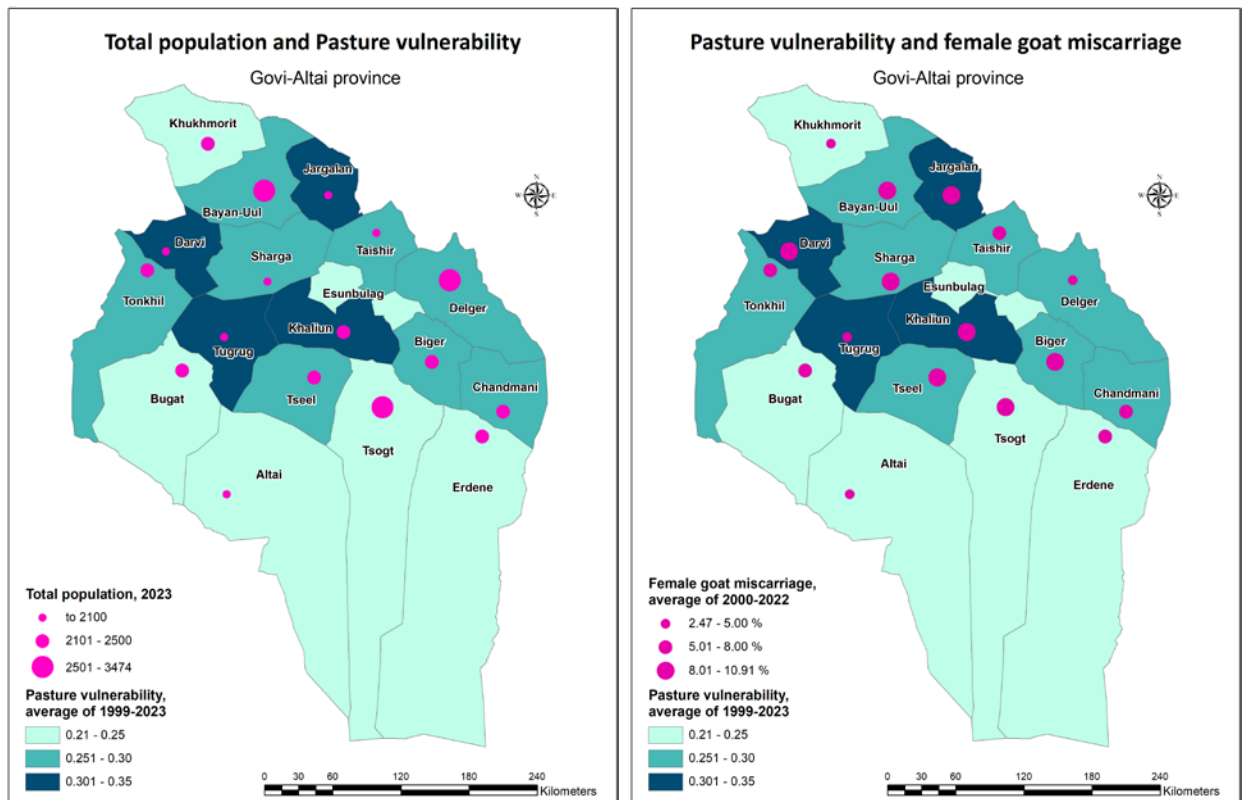 Total population and Pasture vulnerability
Govi-Altai province
Khukhmorit
Jargalan
N
W E
S
Bayan-Uul
Darvi
Taishir
Sharga
Esunbulag
Tonkhil
Delger
Khaliun
Biger
Tugrug
Chandmani
Bugat
Tseel
Tsogt
Altai
Erdene
Total population, 2023
to 2100
2101 - 2500
2501 - 3474
Pasture vulnerability,
average of 1999-2023
0.21 - 0.25
0.251 - 0.30
0.301 - 0.35
0 30 60 120 180 240
Kilometers
Pasture vulnerability and female goat miscarriage
Govi-Altai province
Khukhmorit
Jargalan
N
W E
S
Bayan-Uul
Darvi
Taishir
Sharga
Esunbulag
Tonkhil
Delger
Khaliun
Biger
Tugrug
Chandmani
Bugat
Tseel
Tsogt
Altai
Erdene
Female goat miscarriage,
average of 2000-2022
2.47 - 5.00 %
5.01 - 8.00 %
8.01 - 10.91 %
Pasture vulnerability,
average of 1999-2023
0.21 - 0.25
0.251 - 0.30
0.301 - 0.35
0 30 60 120 180 240
Kilometers